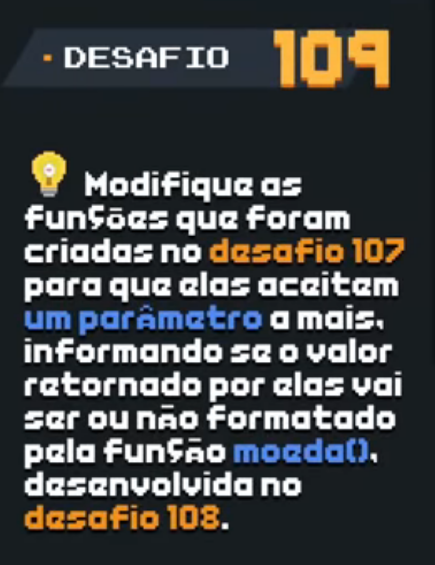 DESAFIO 109
Modifique as
funções que foram
criadas no desafio 107
para que elas aceitem
um parâmetro a mais,
informando se o valor
retornado por elas vai
ser ou não formatado
pela função moeda(),
desenvolvida no
desafio 108.